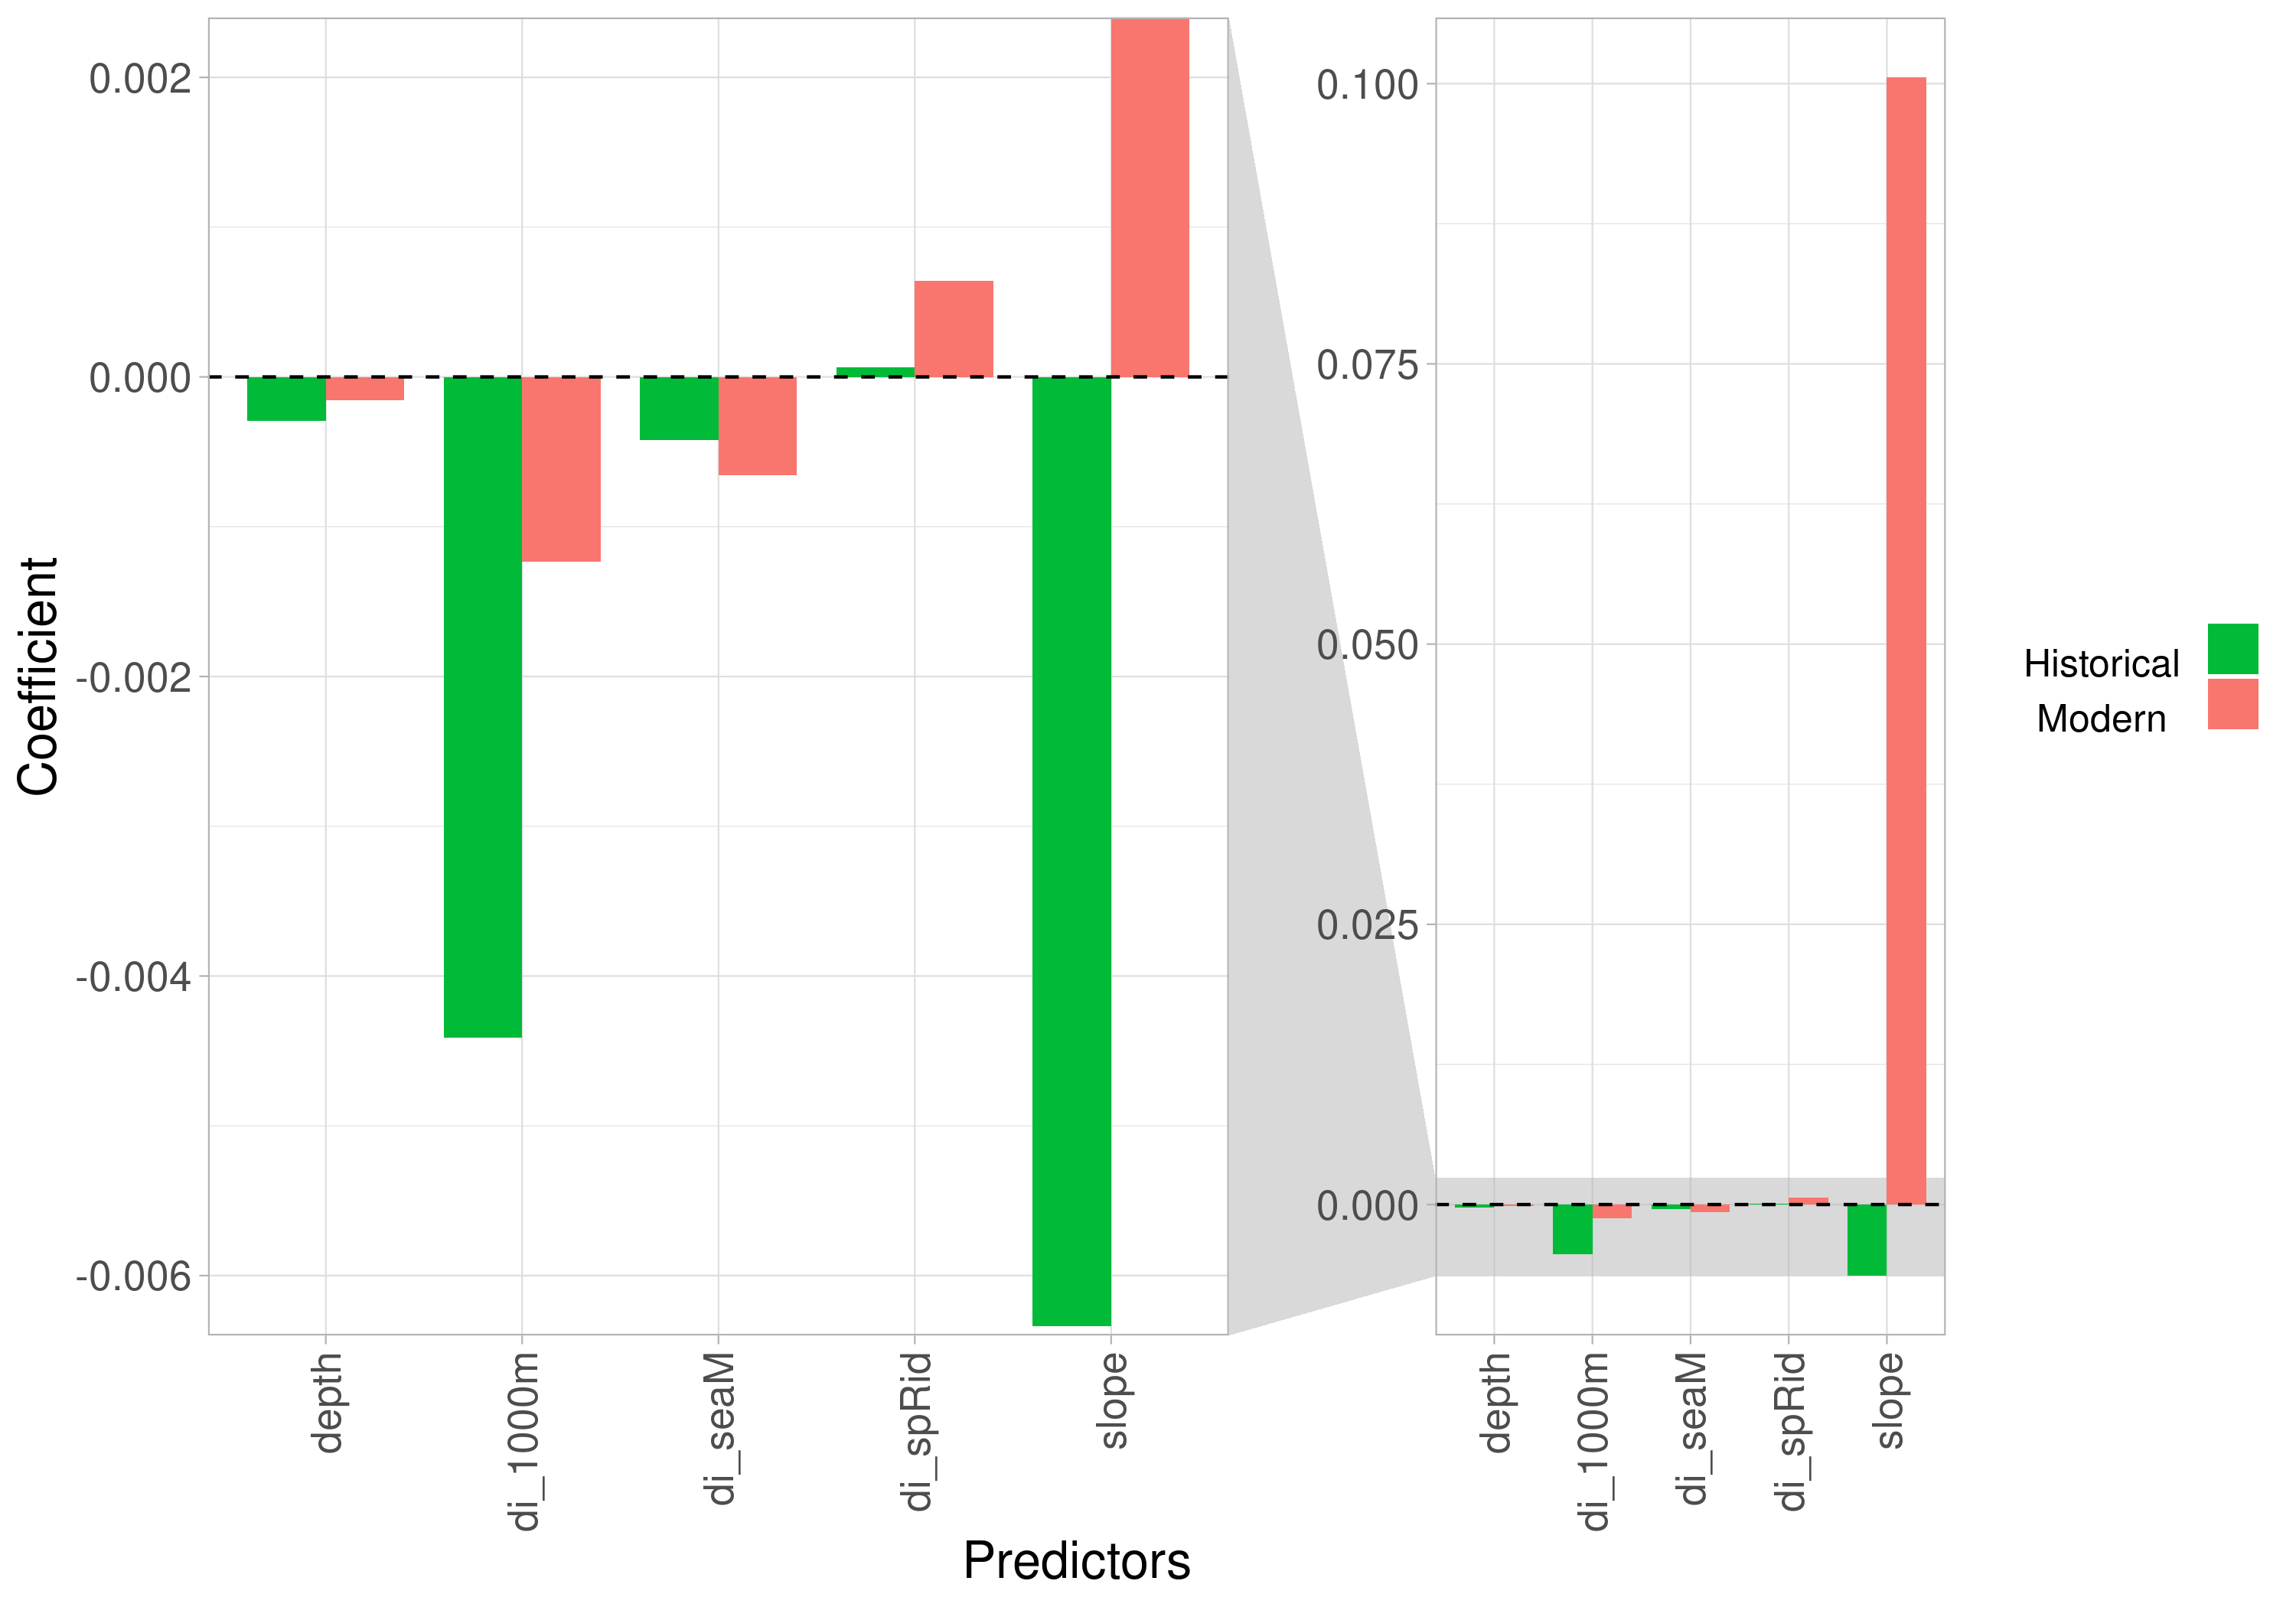 Coefficient
0.002
0.000
-0.002
-0.004
-0.006
depth
di_1000m
di_seaM
di_spRid
slope
0.100
0.075
0.050
0.025
0.000
depth
di_1000m
di_seaM
di_spRid
slope
Predictors
Historical
Modern